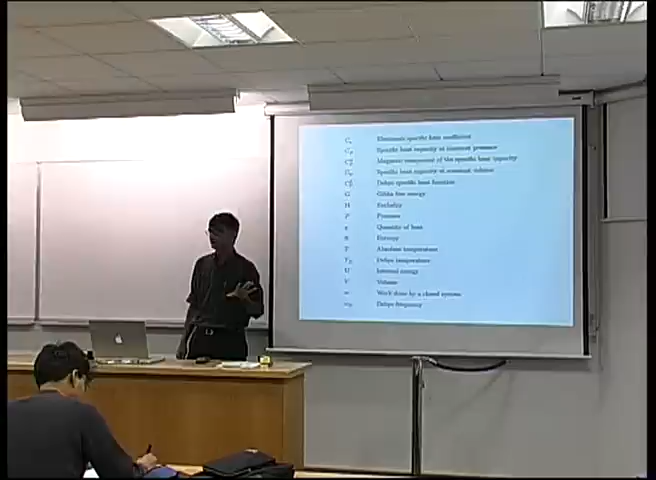 Electronic specific heat coefficient
Specific heat capacity at constant pressure
Magnetic component of the specific heat capacity
Specific heat capacity at constant volume
Debye specific heat function
G Gibbs free energy
H Enthalpy
P Pressure
q Quantity of heat
S Entropy
T Absolute temperature
Debye temperature
U Internal energy
V Volume
w Work done by a closed system
Debye frequency